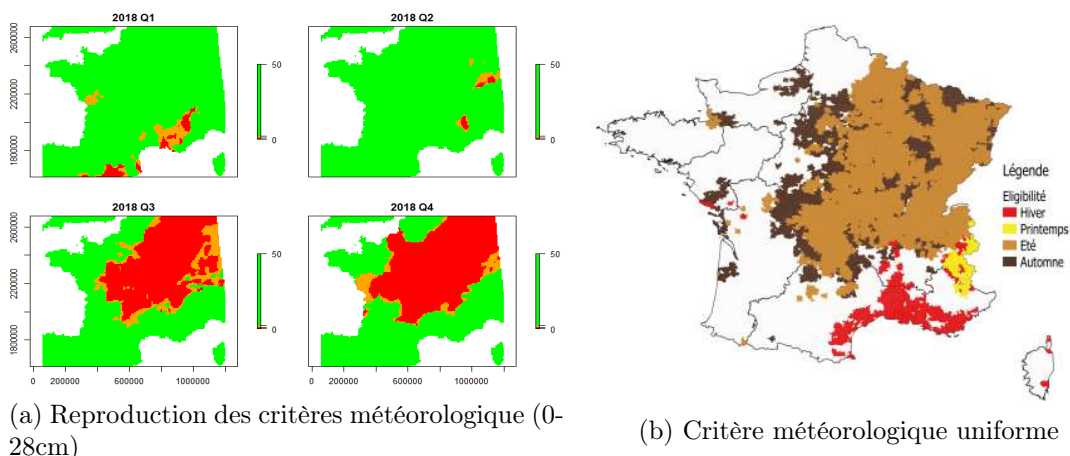 2018 Q1
2018 Q2
2600000
2200000
1800000
50
0
50
0
2018 Q3
2018 Q4
2600000
2200000
1800000
50
0
50
0
0 200000 600000 1000000
0 200000 600000 1000000
(a) Reproduction des critères météorologique (0-
28cm)
Légende
Eligibilité
Hiver
Printemps
Eté
Automne
(b) Critère météorologique uniforme